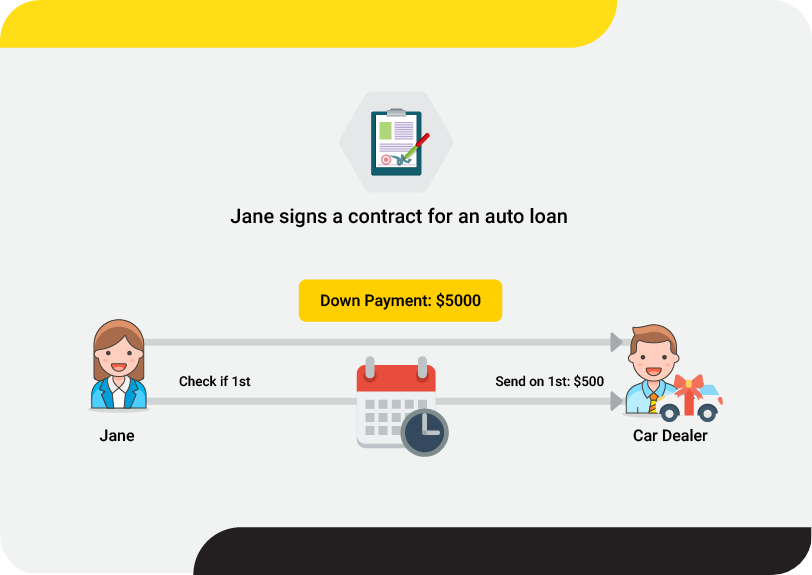 Jane signs a contract for an auto loan
Down Payment: $5000
Check if 1st
Send on 1st: $500
Jane
Car Dealer